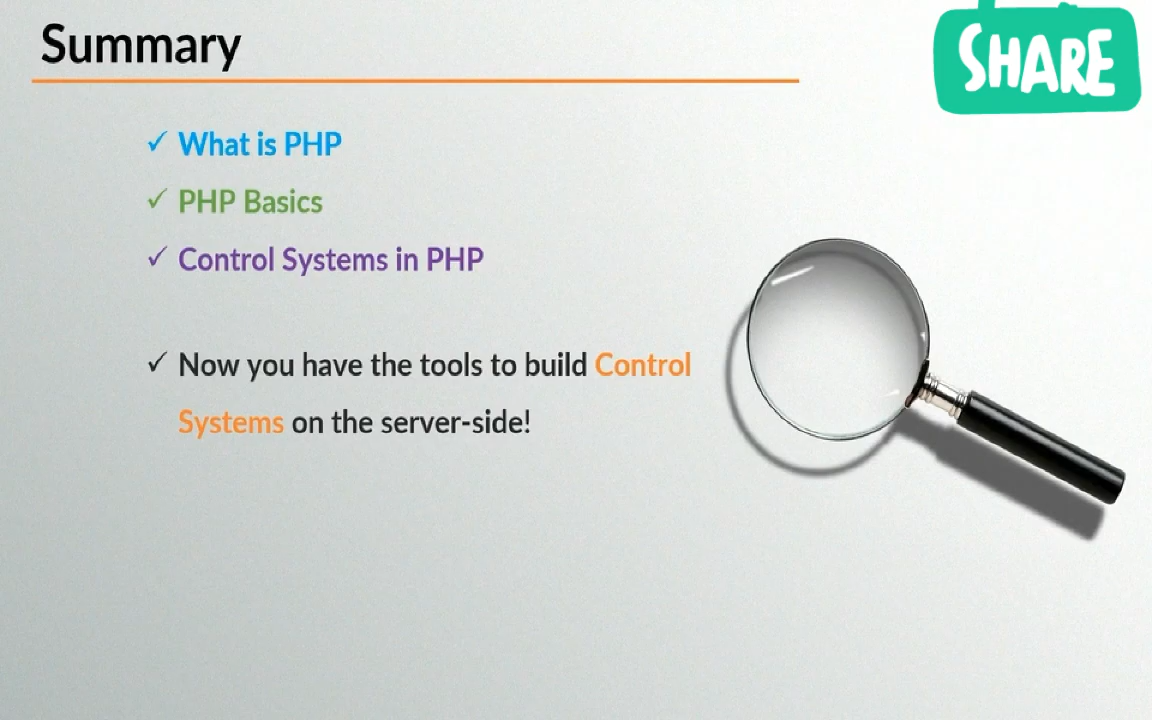 Summary
SHARE
✓ What is PHP
✓ PHP Basics
✓ Control Systems in PHP
✓ Now you have the tools to build Control
Systems on the server-side!